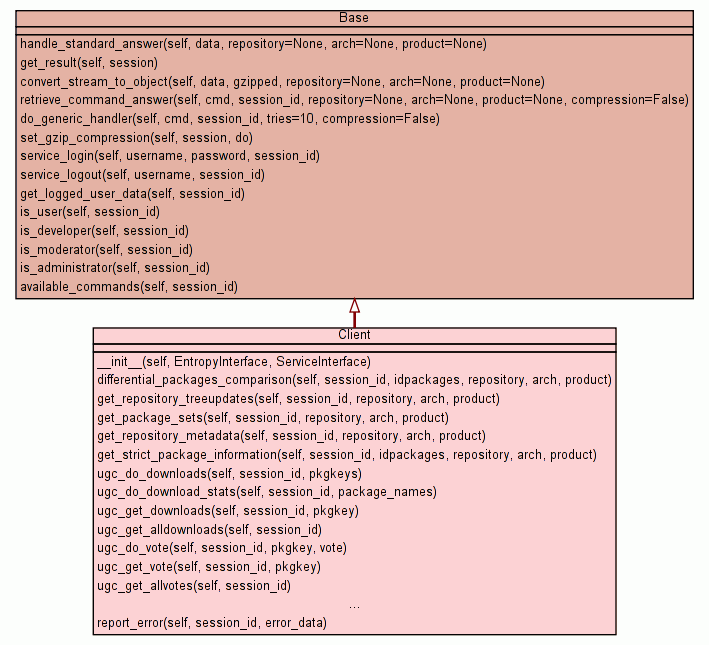 Base
handle_standard_answer(self, data, repository=None, arch=None, product=None)
get_result(self, session)
convert_stream_to_object(self, data, gzipped, repository=None, arch=None, product=None)
retrieve_command_answer(self, cmd, session_id, repository=None, arch=None, product=None, compression=False)
do_generic_handler(self, cmd, session_id, tries=10, compression=False)
set_gzip_compression(self, session, do)
service_login(self, username, password, session_id)
service_logout(self, username, session_id)
get_logged_user_data(self, session_id)
is_user(self, session_id)
is_developer(self, session_id)
is_moderator(self, session_id)
is_administrator(self, session_id)
available_commands(self, session_id)
Client
__init__(self, EntropyInterface, ServiceInterface)
differential_packages_comparison(self, session_id, idpackages, repository, arch, product)
get_repository_treeupdates(self, session_id, repository, arch, product)
get_package_sets(self, session_id, repository, arch, product)
get_repository_metadata(self, session_id, repository, arch, product)
get_strict_package_information(self, session_id, idpackages, repository, arch, product)
ugc_do_downloads(self, session_id, pkgkeys)
ugc_do_download_stats(self, session_id, package_names)
ugc_get_downloads(self, session_id, pkgkey)
ugc_get_alldownloads(self, session_id)
ugc_do_vote(self, session_id, pkgkey, vote)
ugc_get_vote(self, session_id, pkgkey)
ugc_get_allvotes(self, session_id)
...
report_error(self, session_id, error_data)